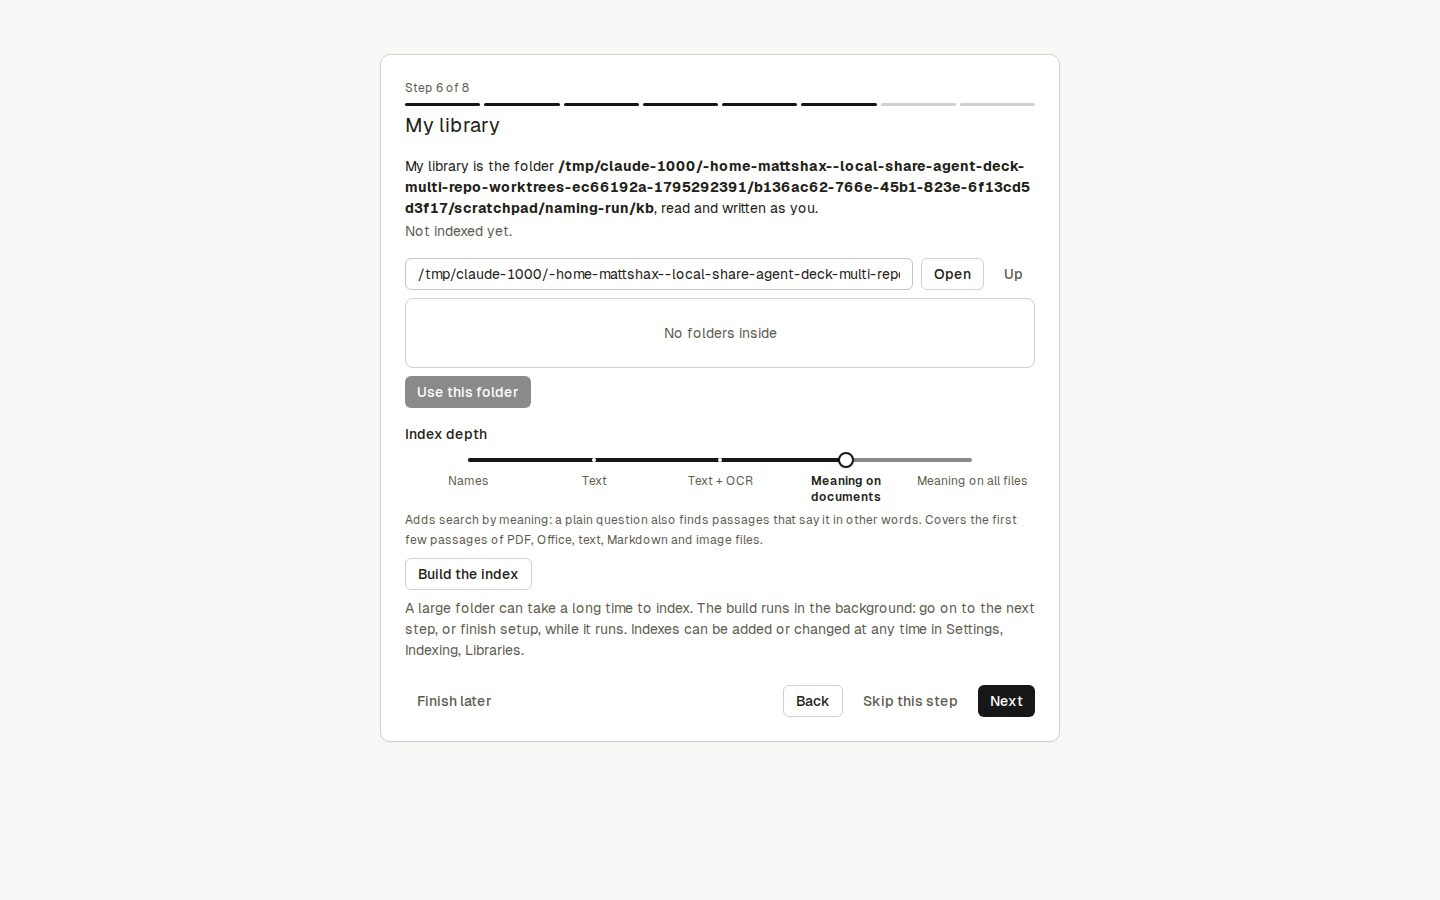 Step 6 of 8
My library
My library is the folder /tmp/claude-1000/-home-mattshax--local-share-agent-deck-
multi-repo-worktrees-ec66192a-1795292391/b136ac62-766e-45b1-823e-6f13cd5
d3f17/scratchpad/naming-run/kb, read and written as you.
Not indexed yet.
/tmp/claude-1000/-home-mattshax--local-share-agent-deck-multi-rep Open Up
No folders inside
Use this folder
Index depth
Names Text Text + OCR Meaning on documents Meaning on all files
Adds search by meaning: a plain question also finds passages that say it in other words. Covers the first
few passages of PDF, Office, text, Markdown and image files.
Build the index
A large folder can take a long time to index. The build runs in the background: go on to the next
step, or finish setup, while it runs. Indexes can be added or changed at any time in Settings,
Indexing, Libraries.
Finish later Back Skip this step Next